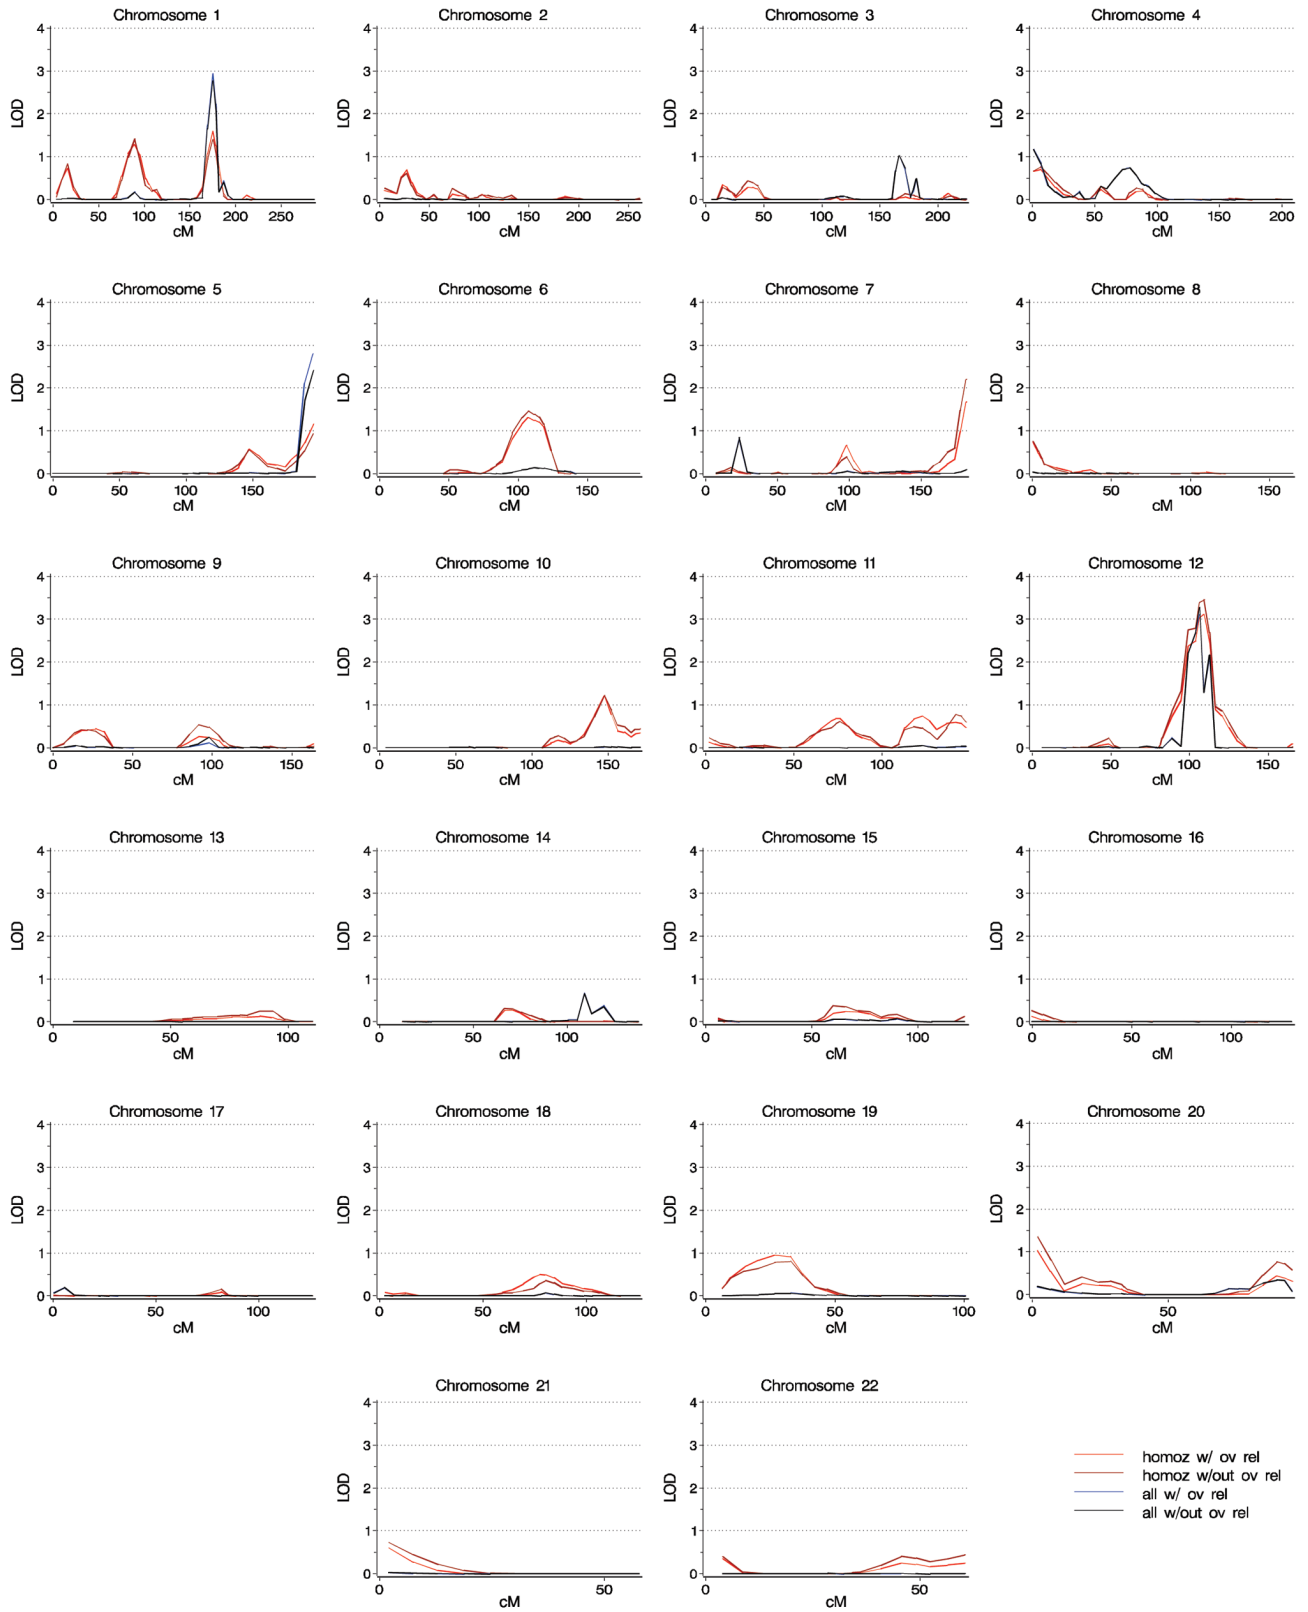 Chromosome 1
Chromosome 2
Chromosome 3
Chromosome 4
4
3
2
1
0
LOD
0 50 100 150 200 250
cM
4
3
2
1
0
LOD
0 50 100 150 200 250
cM
4
3
2
1
0
LOD
0 50 100 150 200
cM
4
3
2
1
0
LOD
0 50 100 150 200
cM
Chromosome 5
Chromosome 6
Chromosome 7
Chromosome 8
4
3
2
1
0
LOD
0 50 100 150
cM
4
3
2
1
0
LOD
0 50 100 150
cM
4
3
2
1
0
LOD
0 50 100 150
cM
4
3
2
1
0
LOD
0 50 100 150
cM
Chromosome 9
Chromosome 10
Chromosome 11
Chromosome 12
4
3
2
1
0
LOD
0 50 100 150
cM
4
3
2
1
0
LOD
0 50 100 150
cM
4
3
2
1
0
LOD
0 50 100
cM
4
3
2
1
0
LOD
0 50 100 150
cM
Chromosome 13
Chromosome 14
Chromosome 15
Chromosome 16
4
3
2
1
0
LOD
0 50 100
cM
4
3
2
1
0
LOD
0 50 100
cM
4
3
2
1
0
LOD
0 50 100
cM
4
3
2
1
0
LOD
0 50 100
cM
Chromosome 17
Chromosome 18
Chromosome 19
Chromosome 20
4
3
2
1
0
LOD
0 50 100
cM
4
3
2
1
0
LOD
0 50 100
cM
4
3
2
1
0
LOD
0 50 100
cM
4
3
2
1
0
LOD
0 50
cM
Chromosome 21
Chromosome 22
4
3
2
1
0
LOD
0 50
cM
4
3
2
1
0
LOD
0 50
cM
homoz w/ ov rel
homoz w/out ov rel
all w/ ov rel
all w/out ov rel